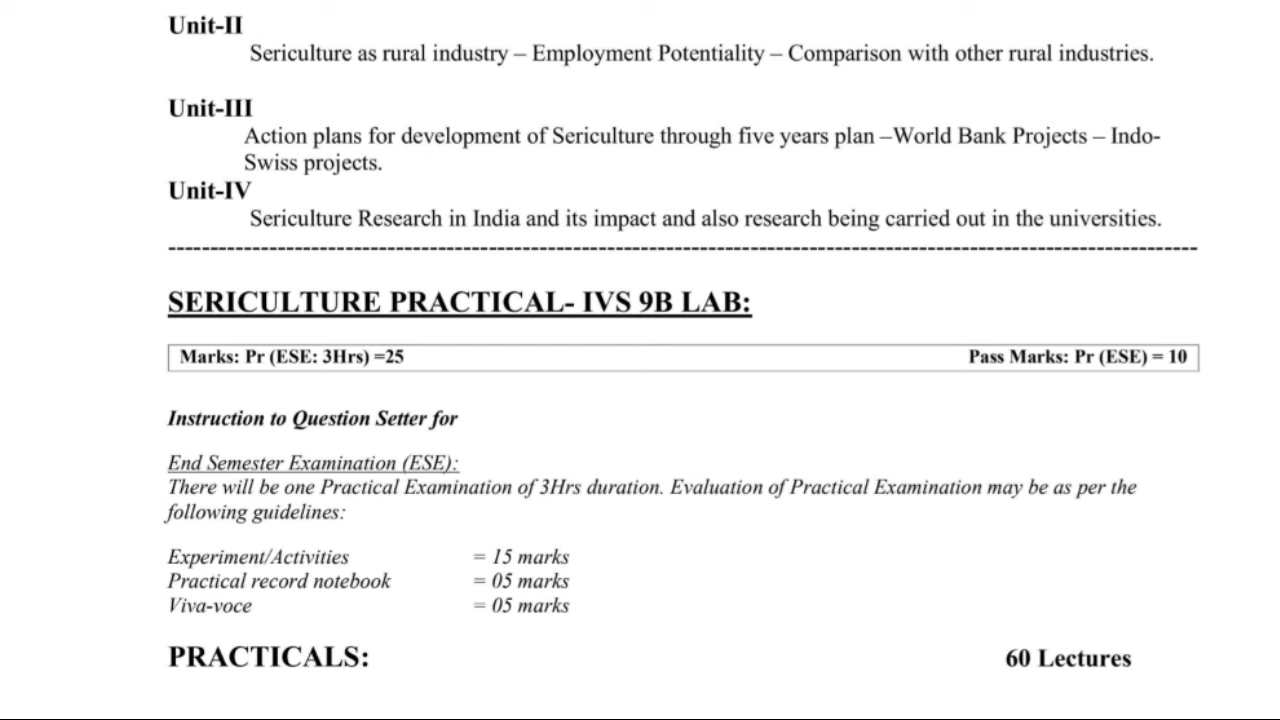 Unit-II
Sericulture as rural industry – Employment Potentiality – Comparison with other rural industries.
Unit-III
Action plans for development of Sericulture through five years plan –World Bank Projects – Indo-
Swiss projects.
Unit-IV
Sericulture Research in India and its impact and also research being carried out in the universities.
---------------------------------------------------------------------------------------------------------------------------
SERICULTURE PRACTICAL- IVS 9B LAB:
Marks: Pr (ESE: 3Hrs) =25 Pass Marks: Pr (ESE) = 10
Instruction to Question Setter for
End Semester Examination (ESE):
There will be one Practical Examination of 3Hrs duration. Evaluation of Practical Examination may be as per the
following guidelines:
Experiment/Activities = 15 marks
Practical record notebook = 05 marks
Viva-voce = 05 marks
PRACTICALS: 60 Lectures